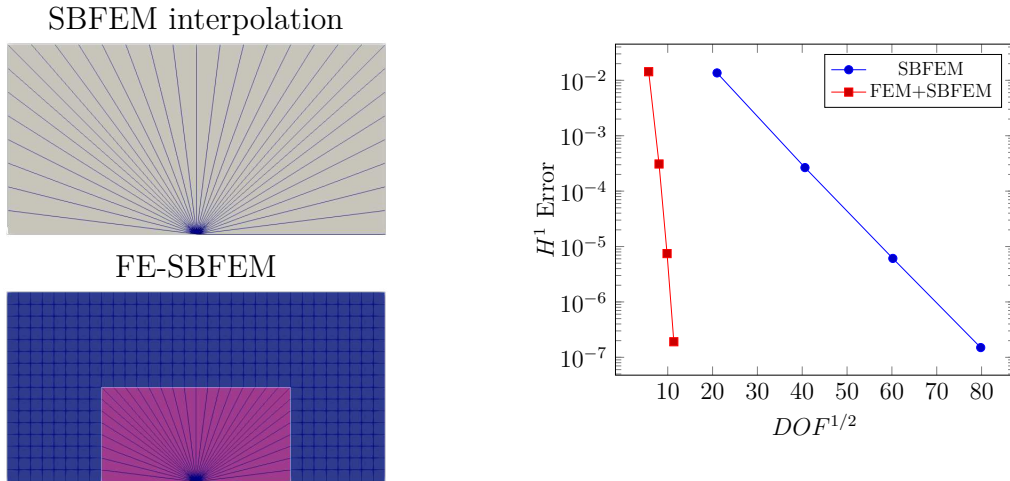 SBFEM interpolation
FE-SBFEM
SBFEM
FEM+SBFEM
10^{-2}
10^{-3}
10^{-4}
10^{-5}
10^{-6}
10^{-7}
H^1 Error
10 20 30 40 50 60 70 80
DOF^{1/2}